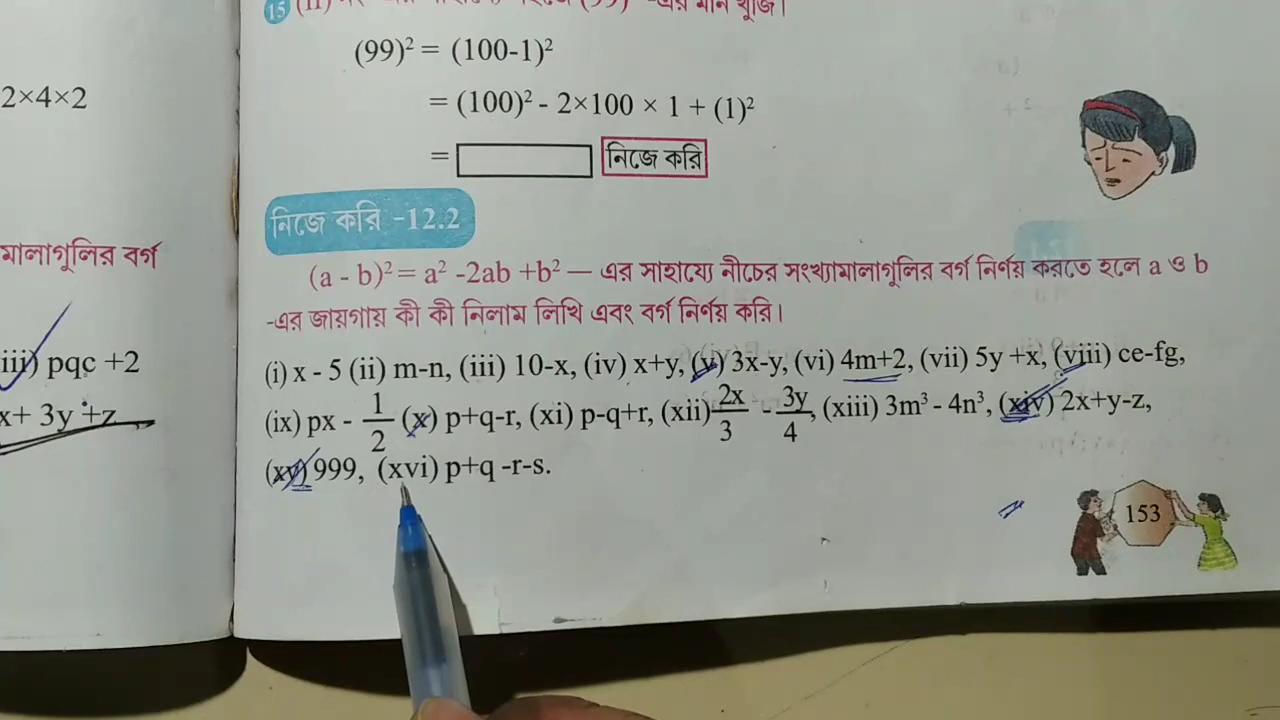 15 (ii)
(99)² = (100-1)²
= (100)² - 2×100 × 1 + (1)²
= নিজে করি
2×4×2
মালাগুলির বর্গ
iii) pqc +2
x+ 3y +z
নিজে করি -12.2
(a - b)² = a² -2ab +b² — এর সাহায্যে নীচের সংখ্যামালাগুলির বর্গ নির্ণয় করতে হলে a ও b
-এর জায়গায় কী কী নিলাম লিখি এবং বর্গ নির্ণয় করি।
(i) x - 5 (ii) m-n, (iii) 10-x, (iv) x+y, (v) 3x-y, (vi) 4m+2, (vii) 5y +x, (viii) ce-fg,
(ix) px - 1/2 (x) p+q-r, (xi) p-q+r, (xii) 2x/3 - 3y/4, (xiii) 3m³ - 4n³, (xiv) 2x+y-z,
(xv) 999, (xvi) p+q -r-s.
153